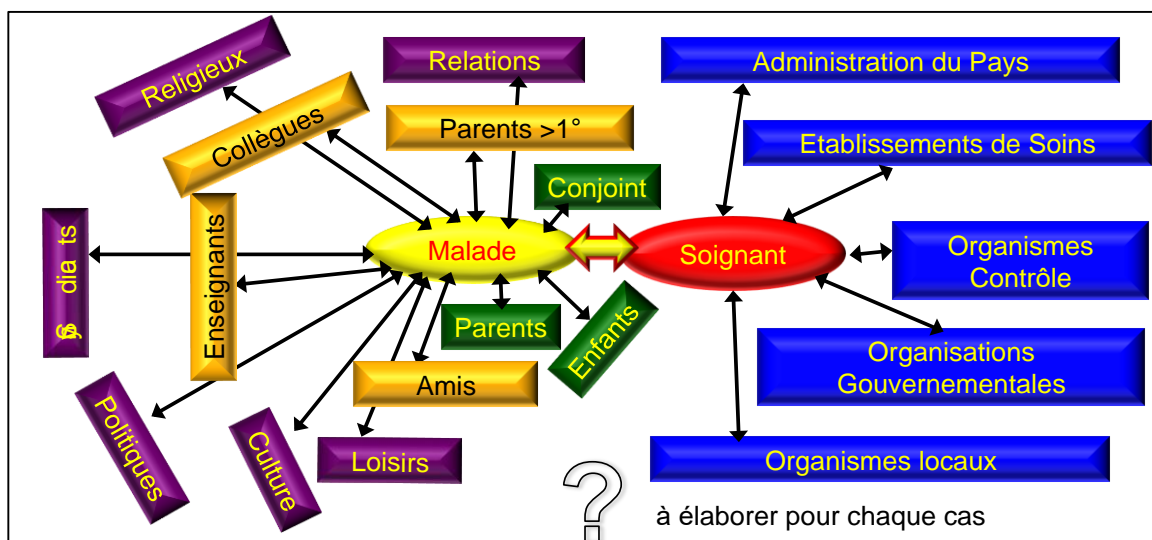 Religieux
Collègues
Relations
Parents >1°
Conjoint
Administration du Pays
Etablissements de Soins
Malade
Soignant
Organismes
Contrôle
Enseignants
Parents
Enfants
Organisations
Gouvernementales
Amis
Politiques
Culture
Loisirs
Organismes locaux
?
à élaborer pour chaque cas